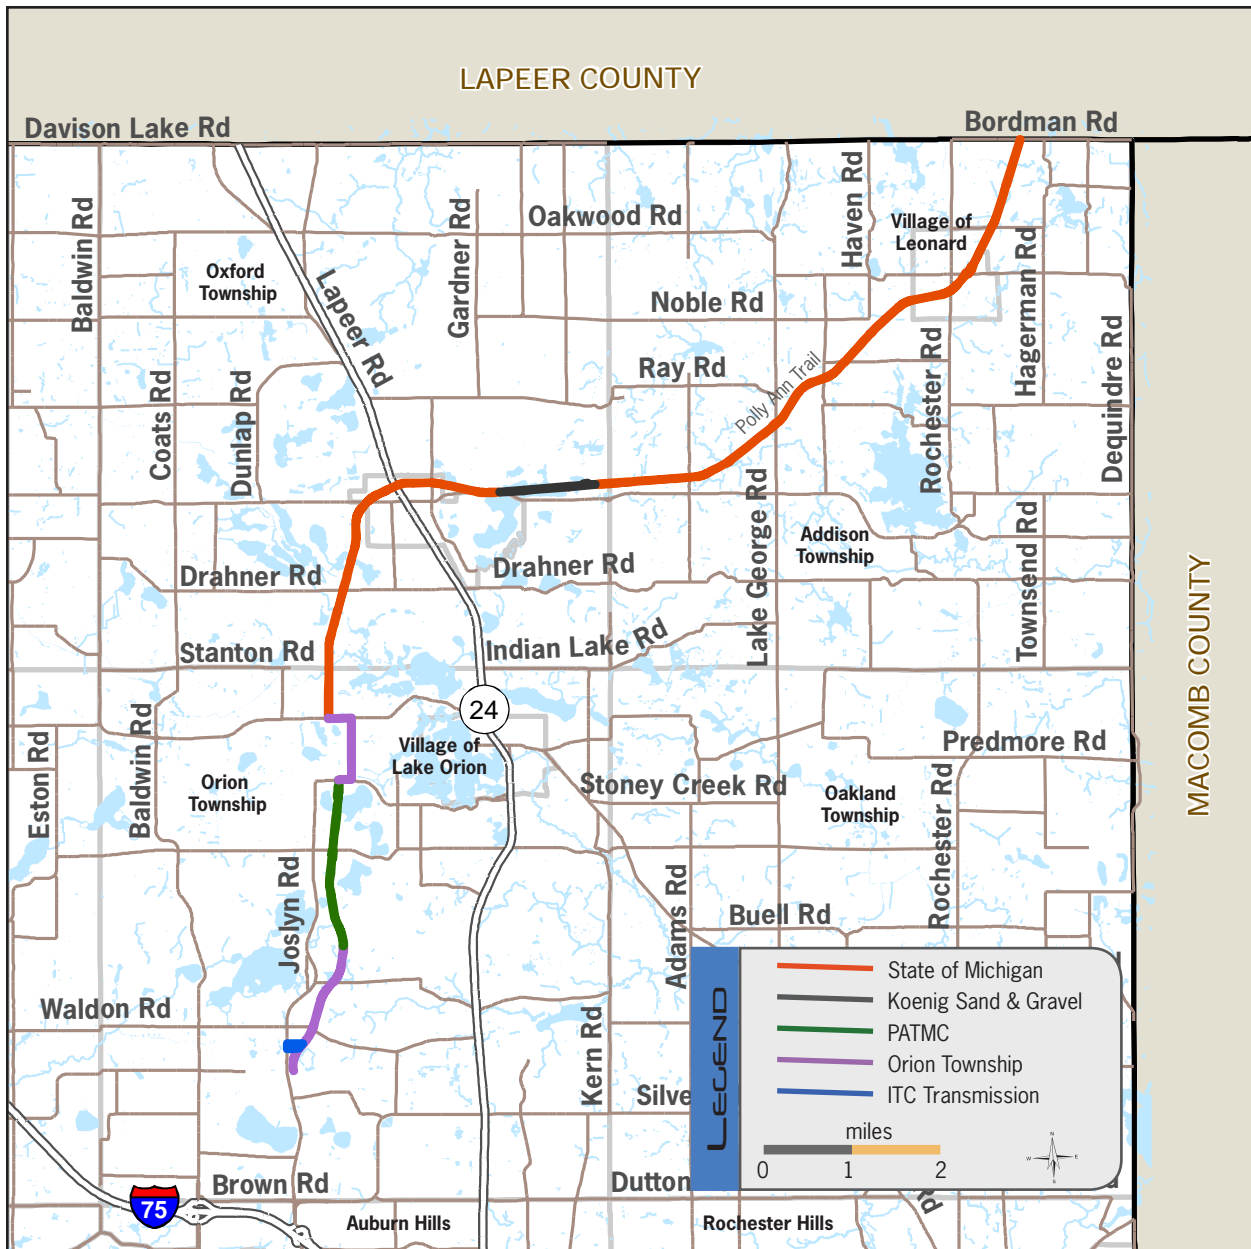 LAPEER COUNTY
Davison Lake Rd
Bordman Rd
Baldwin Rd
Gardner Rd
Oakwood Rd
Haven Rd
Village of
Leonard
Hagerman Rd
Oxford
Township
Lapeer Rd
Noble Rd
Ray Rd
Rochester Rd
Dequindre Rd
Coats Rd
Dunlap Rd
Polly Ann Trail
Lake George Rd
Addison
Township
Townsend Rd
Drahner Rd
Drahner Rd
MACOMB COUNTY
Stanton Rd
Indian Lake Rd
24
Eston Rd
Baldwin Rd
Village of
Lake Orion
Predmore Rd
Orion
Township
Stoney Creek Rd
Oakland
Township
Rochester Rd
Joslyn Rd
Adams Rd
Buell Rd
Waldon Rd
Kern Rd
Silve
LEGEND
State of Michigan
Koenig Sand & Gravel
PATMC
Orion Township
ITC Transmission
miles
0 1 2
N
W E
S
Brown Rd
Dutton
Rd
75
Auburn Hills
Rochester Hills